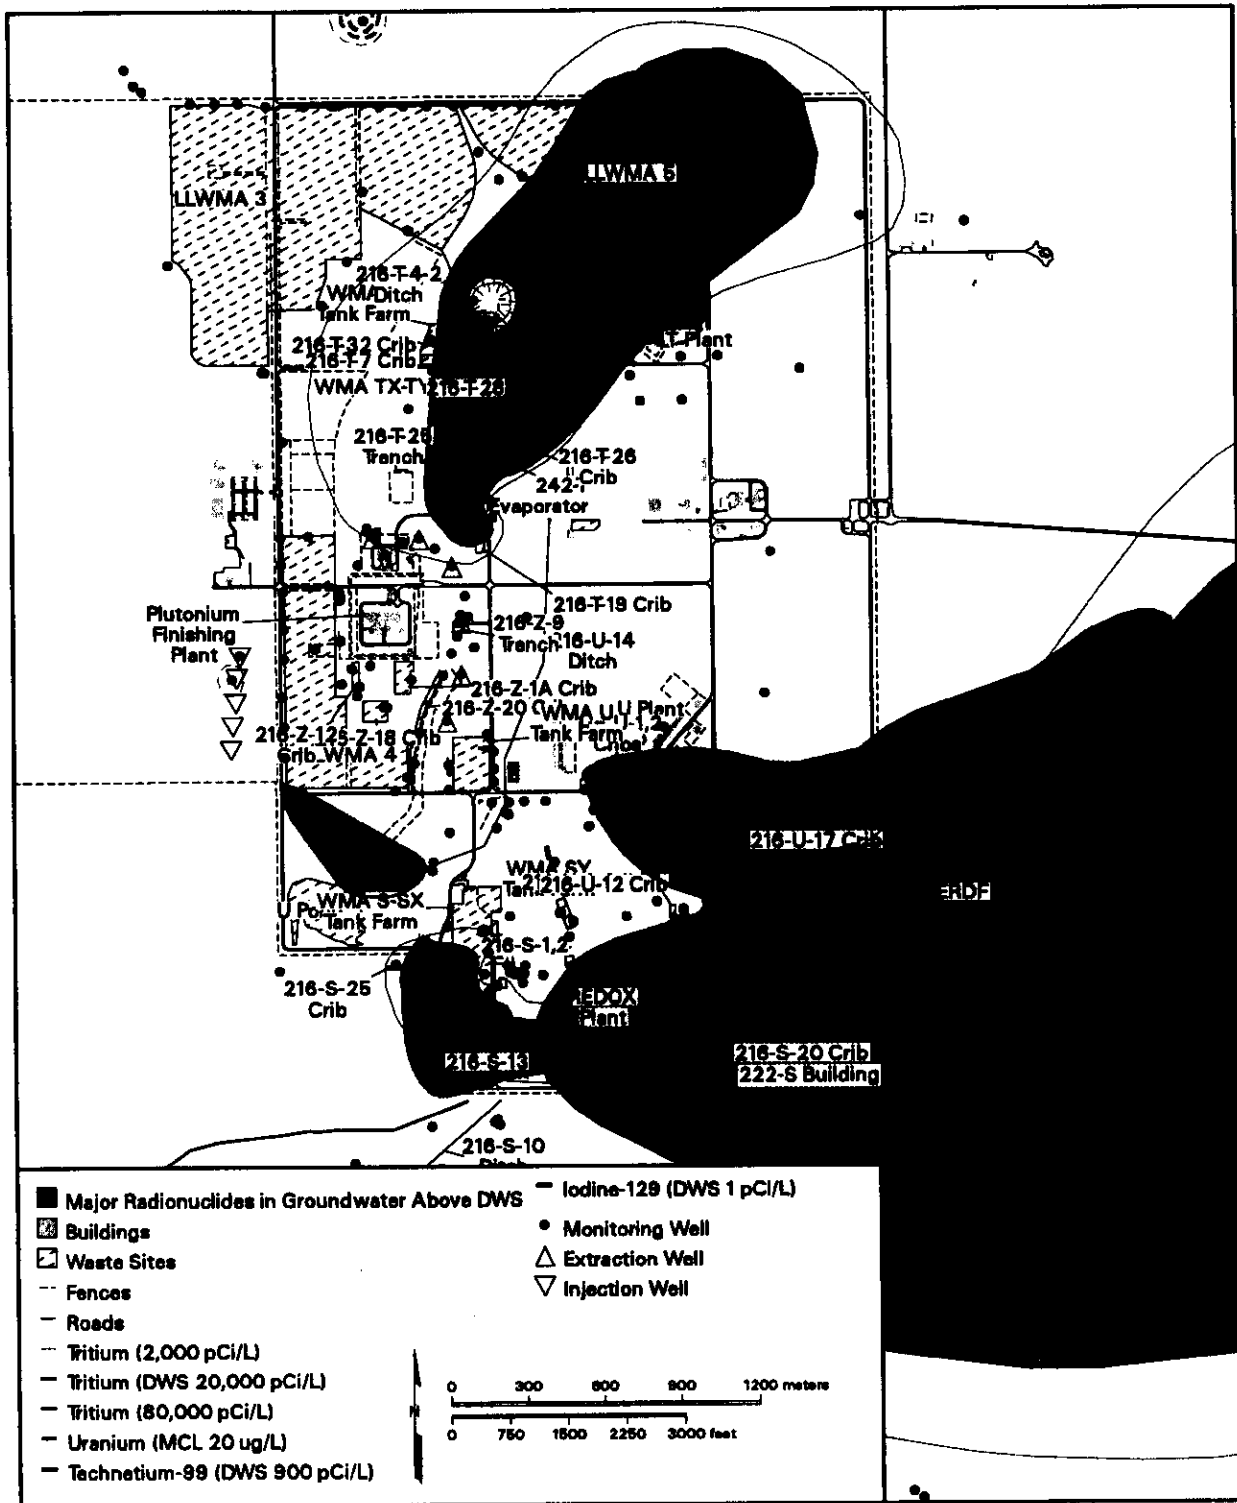 LLWMA 5
LLWMA 3
216-T-4-2
Ditch
Tank Farm
216-T-32 Crib
216-T-7 Crib
Plant
WMA TX-TY
216-T-28
216-T-25
Trench
216-T-26
Crib
Evaporator
216-T-19 Crib
Plutonium
Finishing
Plant
216-Z-9
Trench
216-U-14
Ditch
216-Z-1A Crib
216-Z-20
U Plant
WMA U
Tank Farm
216-Z-12
Z-18 Crib
Crib
WMA 4
216-U-17 Crib
WMA SY
216-U-12 Crib
ERDF
WMA S-SX
Tank Farm
216-S-1,2
216-S-25
Crib
REDOX
Plant
216-S-13
216-S-20 Crib
222-S Building
216-S-10
Major Radionuclides in Groundwater Above DWS
Buildings
Waste Sites
Fences
Roads
Tritium (2,000 pCi/L)
Tritium (DWS 20,000 pCi/L)
Tritium (80,000 pCi/L)
Uranium (MCL 20 ug/L)
Technetium-99 (DWS 900 pCi/L)
Iodine-129 (DWS 1 pCi/L)
Monitoring Well
Extraction Well
Injection Well
N
0 300 600 900 1200 meters
0 750 1500 2250 3000 feet